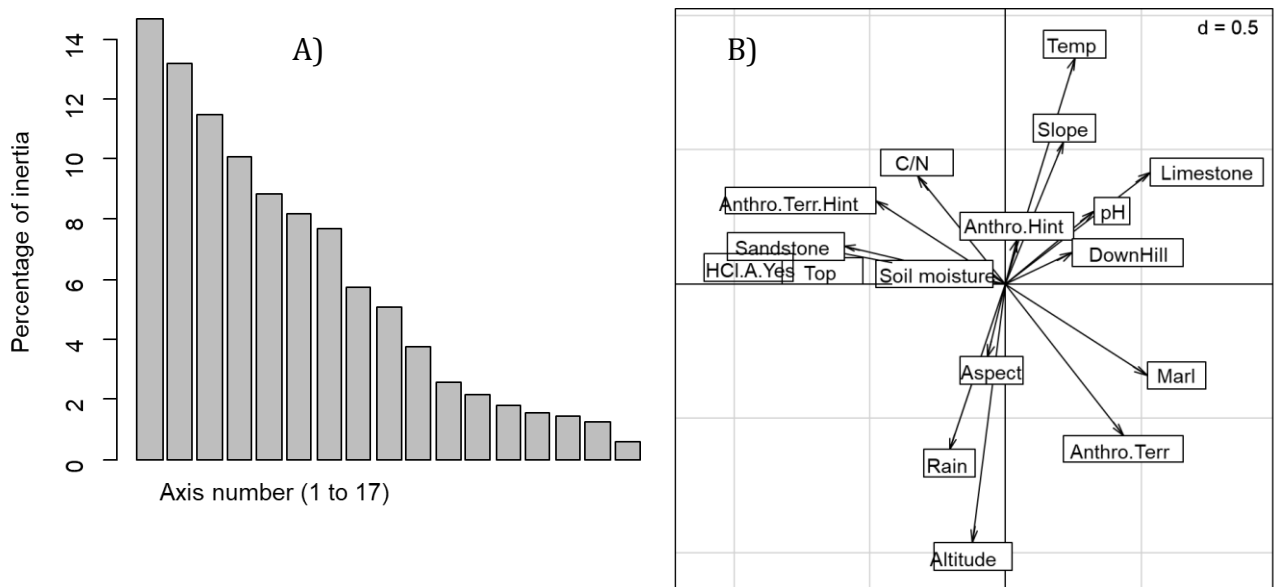 A)
14
12
10
8
6
4
2
0
Percentage of inertia
Axis number (1 to 17)
B)
d = 0.5
Temp
Slope
C/N
Limestone
Anthro.Terr.Hint
pH
Anthro.Hint
Sandstone
DownHill
HCl.A.Yes
Top
Soil moisture
Aspect
Marl
Anthro.Terr
Rain
Altitude